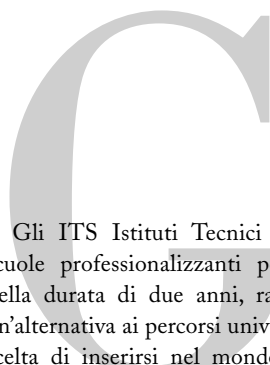 G
Gli ITS Istituti Tecnici
cuole professionalizzanti p
ella durata di due anni, ra
n'alternativa ai percorsi univ
celta di inserirsi nel mondo